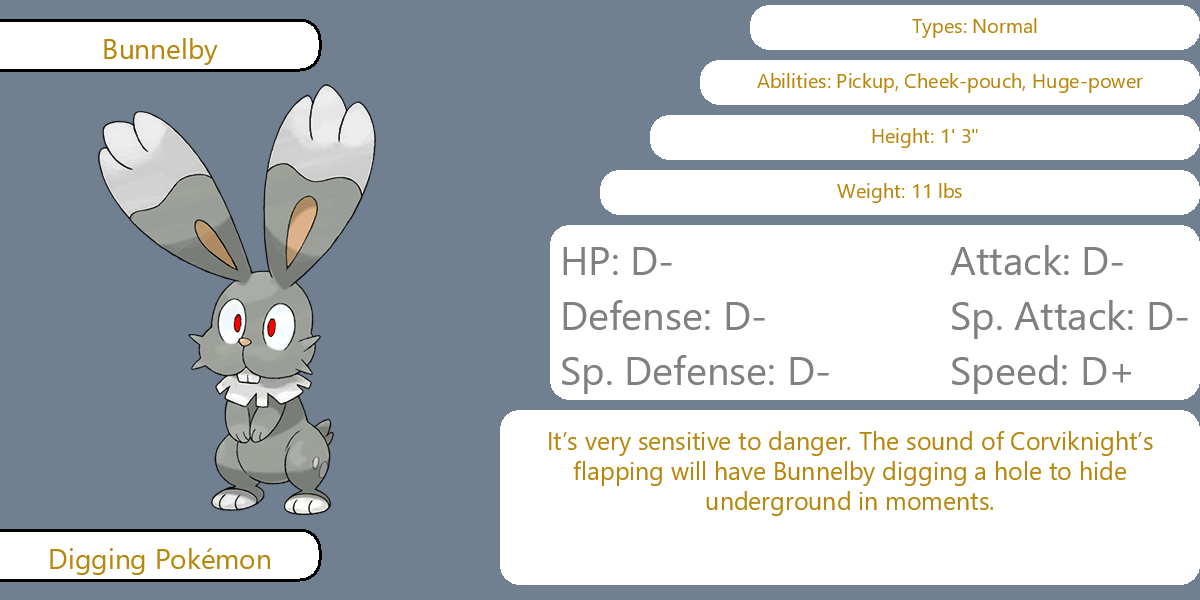 Bunnelby
Types: Normal
Abilities: Pickup, Cheek-pouch, Huge-power
Height: 1' 3"
Weight: 11 lbs
HP: D-
Attack: D-
Defense: D-
Sp. Attack: D-
Sp. Defense: D-
Speed: D+
It’s very sensitive to danger. The sound of Corviknight’s
flapping will have Bunnelby digging a hole to hide
underground in moments.
Digging Pokémon